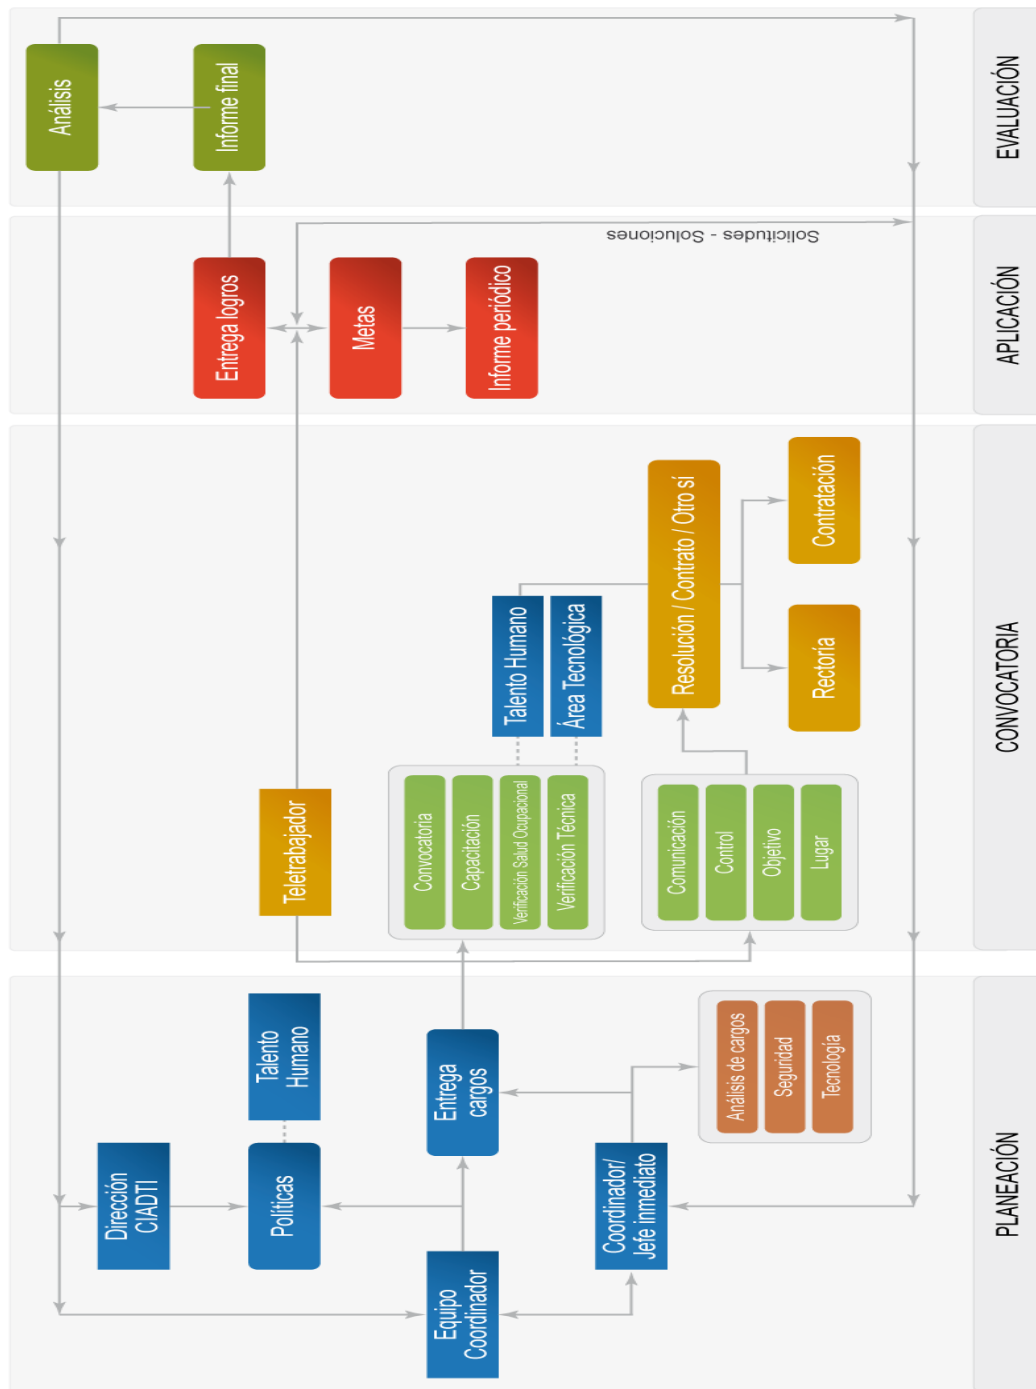 PLANEACIÓN
Dirección
CIADTI
Políticas
Talento
Humano
Equipo
Coordinador
Entrega
cargos
Coordinador/
Jefe inmediato
Análisis de cargos
Seguridad
Tecnología
CONVOCATORIA
Teletrabajador
Convocatoria
Capacitación
Verificación Salud Ocupacional
Verificación Técnica
Talento Humano
Área Tecnológica
Comunicación
Control
Objetivo
Lugar
Resolución / Contrato / Otro sí
Rectoría
Contratación
APLICACIÓN
Entrega logros
Metas
Informe periódico
Solicitudes - Soluciones
EVALUACIÓN
Análisis
Informe final